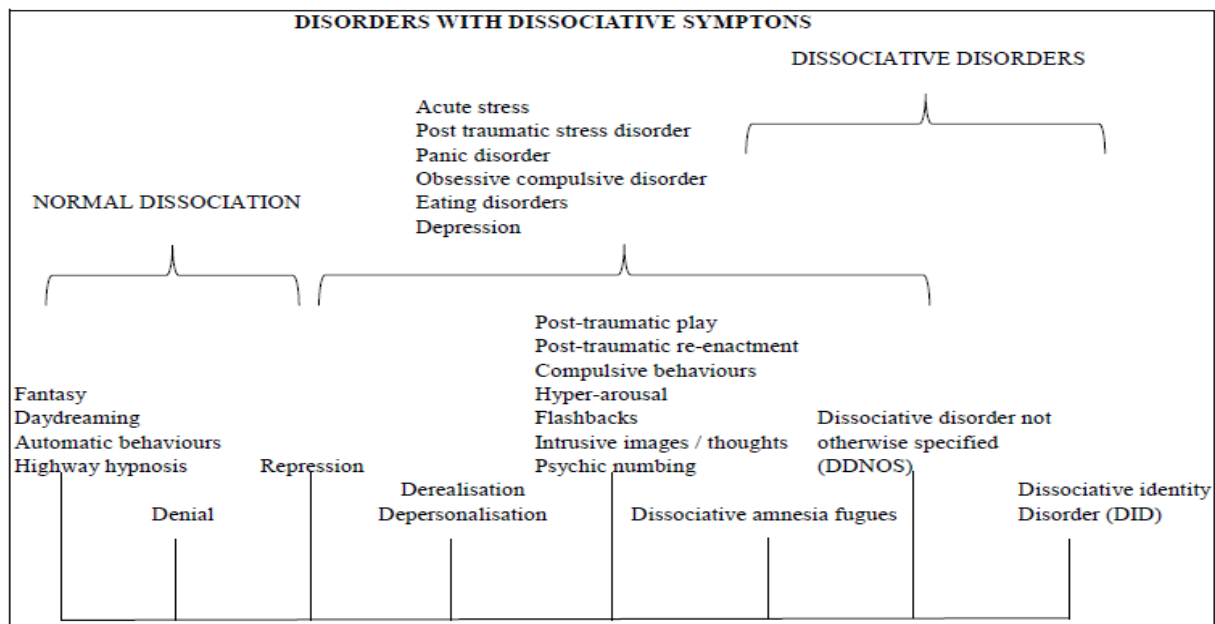 DISORDERS WITH DISSOCIATIVE SYMPTONS
DISSOCIATIVE DISORDERS
Acute stress
Post traumatic stress disorder
Panic disorder
Obsessive compulsive disorder
Eating disorders
Depression
NORMAL DISSOCIATION
Post-traumatic play
Post-traumatic re-enactment
Compulsive behaviours
Hyper-arousal
Flashbacks
Intrusive images / thoughts
Psychic numbing
Fantasy
Daydreaming
Automatic behaviours
Highway hypnosis
Repression
Dissociative disorder not
otherwise specified
(DDNOS)
Denial
Derealisation
Depersonalisation
Dissociative amnesia fugues
Dissociative identity
Disorder (DID)